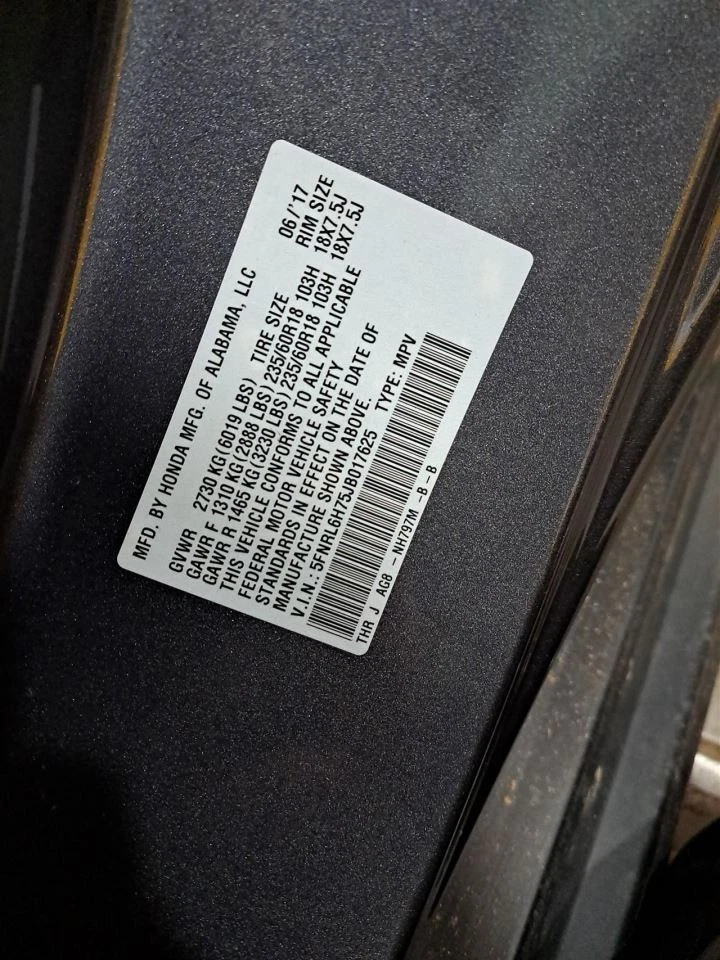 MFD. BY HONDA MFG. OF ALABAMA, LLC 06/'17
GVWR 2730 KG (6019 LBS) TIRE SIZE RIM SIZE
GAWR F 1310 KG (2888 LBS) 235/60R18 103H 18X7.5J
GAWR R 1465 KG (3230 LBS) 235/60R18 103H 18X7.5J
THIS VEHICLE CONFORMS TO ALL APPLICABLE
FEDERAL MOTOR VEHICLE SAFETY
STANDARDS IN EFFECT ON THE DATE OF
MANUFACTURE SHOWN ABOVE.
V.I.N.: 5FNRL6H75JB017625 TYPE: MPV
THR J AG8 - NH797M -B - B